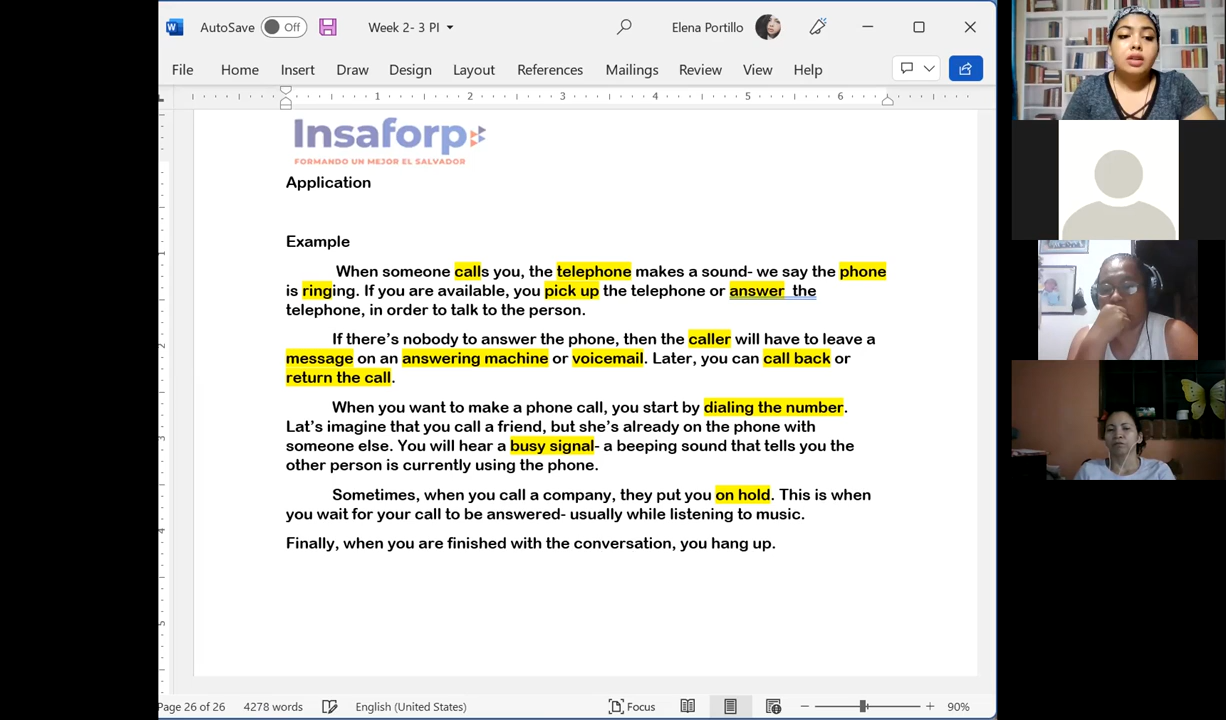 AutoSave Off Week 2- 3 PI Elena Portillo
File Home Insert Draw Design Layout References Mailings Review View Help
1 2 3 4 5 6
Insaforp
FORMANDO UN MEJOR EL SALVADOR
Application
Example
When someone calls you, the telephone makes a sound- we say the phone
is ringing. If you are available, you pick up the telephone or answer the
telephone, in order to talk to the person.
If there's nobody to answer the phone, then the caller will have to leave a
message on an answering machine or voicemail. Later, you can call back or
return the call.
When you want to make a phone call, you start by dialing the number.
Lat's imagine that you call a friend, but she's already on the phone with
someone else. You will hear a busy signal- a beeping sound that tells you the
other person is currently using the phone.
Sometimes, when you call a company, they put you on hold. This is when
you wait for your call to be answered- usually while listening to music.
Finally, when you are finished with the conversation, you hang up.
Page 26 of 26 4278 words English (United States) Focus 90%